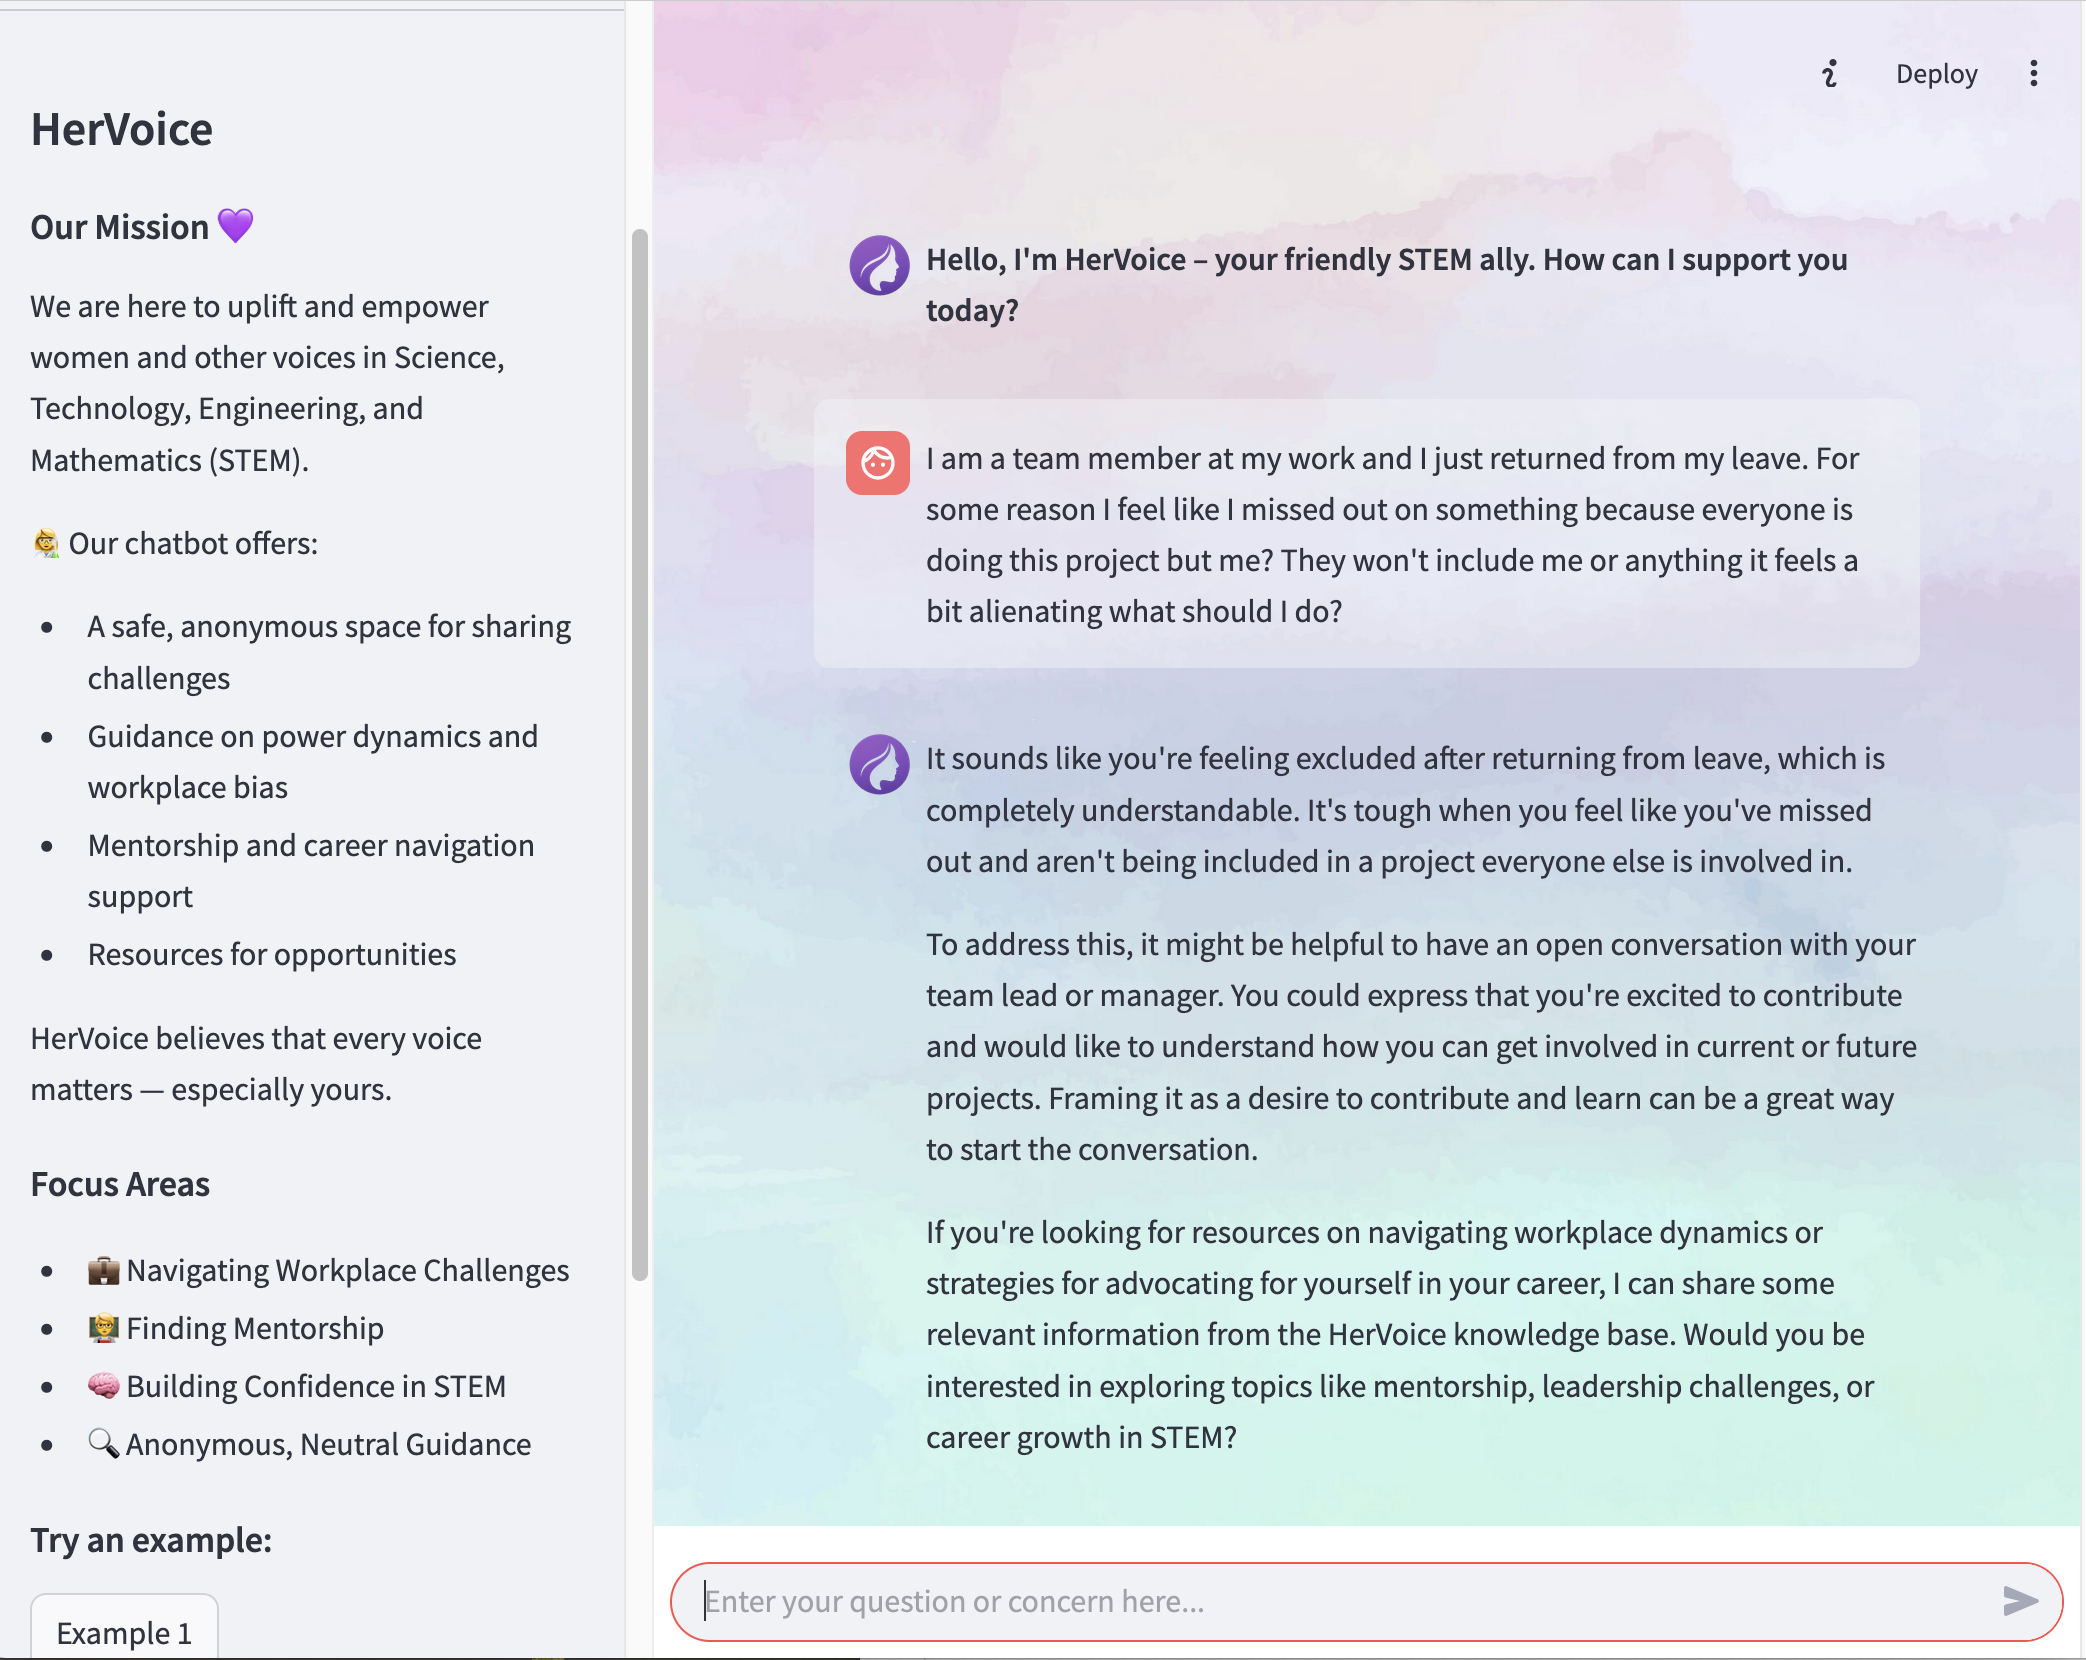 HerVoice
Our Mission 💜
We are here to uplift and empower
women and other voices in Science,
Technology, Engineering, and
Mathematics (STEM).
👩‍🔬 Our chatbot offers:
• A safe, anonymous space for sharing
challenges
• Guidance on power dynamics and
workplace bias
• Mentorship and career navigation
support
• Resources for opportunities
HerVoice believes that every voice
matters — especially yours.
Focus Areas
• 💼 Navigating Workplace Challenges
• 👩‍🏫 Finding Mentorship
• 🧠 Building Confidence in STEM
• 🔍 Anonymous, Neutral Guidance
Try an example:
Example 1
Deploy
Hello, I'm HerVoice – your friendly STEM ally. How can I support you
today?
I am a team member at my work and I just returned from my leave. For
some reason I feel like I missed out on something because everyone is
doing this project but me? They won't include me or anything it feels a
bit alienating what should I do?
It sounds like you're feeling excluded after returning from leave, which is
completely understandable. It's tough when you feel like you've missed
out and aren't being included in a project everyone else is involved in.
To address this, it might be helpful to have an open conversation with your
team lead or manager. You could express that you're excited to contribute
and would like to understand how you can get involved in current or future
projects. Framing it as a desire to contribute and learn can be a great way
to start the conversation.
If you're looking for resources on navigating workplace dynamics or
strategies for advocating for yourself in your career, I can share some
relevant information from the HerVoice knowledge base. Would you be
interested in exploring topics like mentorship, leadership challenges, or
career growth in STEM?
Enter your question or concern here...